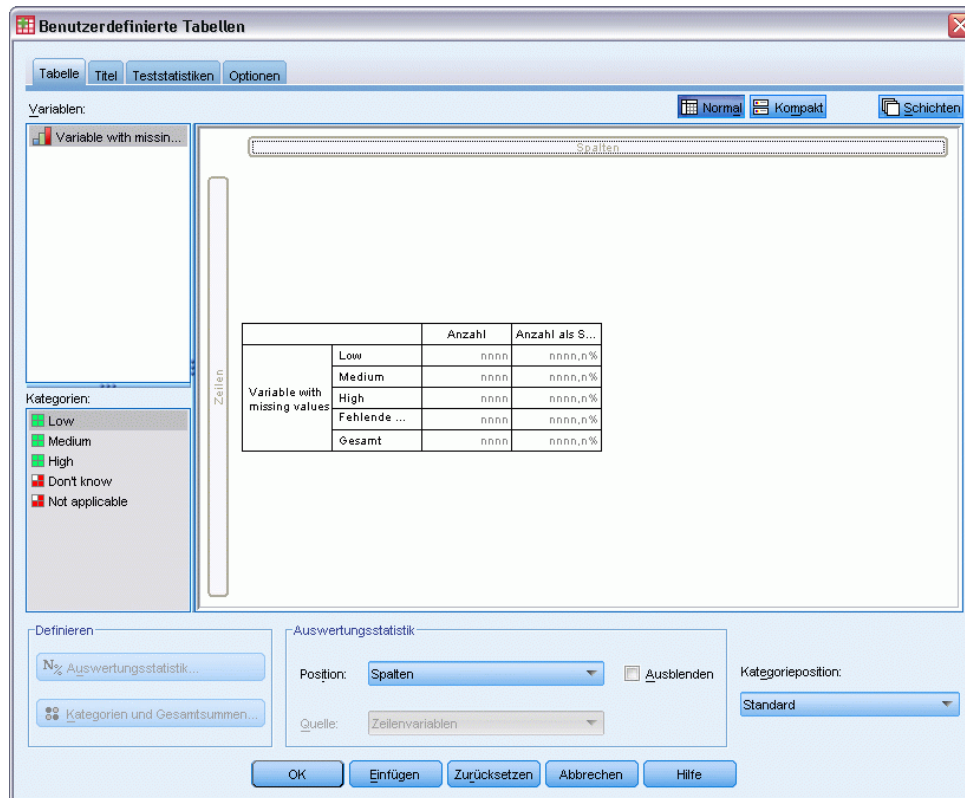 Benutzerdefinierte Tabellen
Tabelle Titel Teststatistiken Optionen
Variablen:
Normal Kompakt Schichten
Variable with missin...
Spalten
Zeilen
Anzahl Anzahl als S...
Variable with missing values
Low nnnn nnnn,n%
Medium nnnn nnnn,n%
High nnnn nnnn,n%
Fehlende ... nnnn nnnn,n%
Gesamt nnnn nnnn,n%
Kategorien:
Low
Medium
High
Don't know
Not applicable
Definieren
N% Auswertungsstatistik...
Kategorien und Gesamtsummen...
Auswertungsstatistik
Position: Spalten Ausblenden
Quelle: Zeilenvariablen
Kategorieposition:
Standard
OK Einfügen Zurücksetzen Abbrechen Hilfe